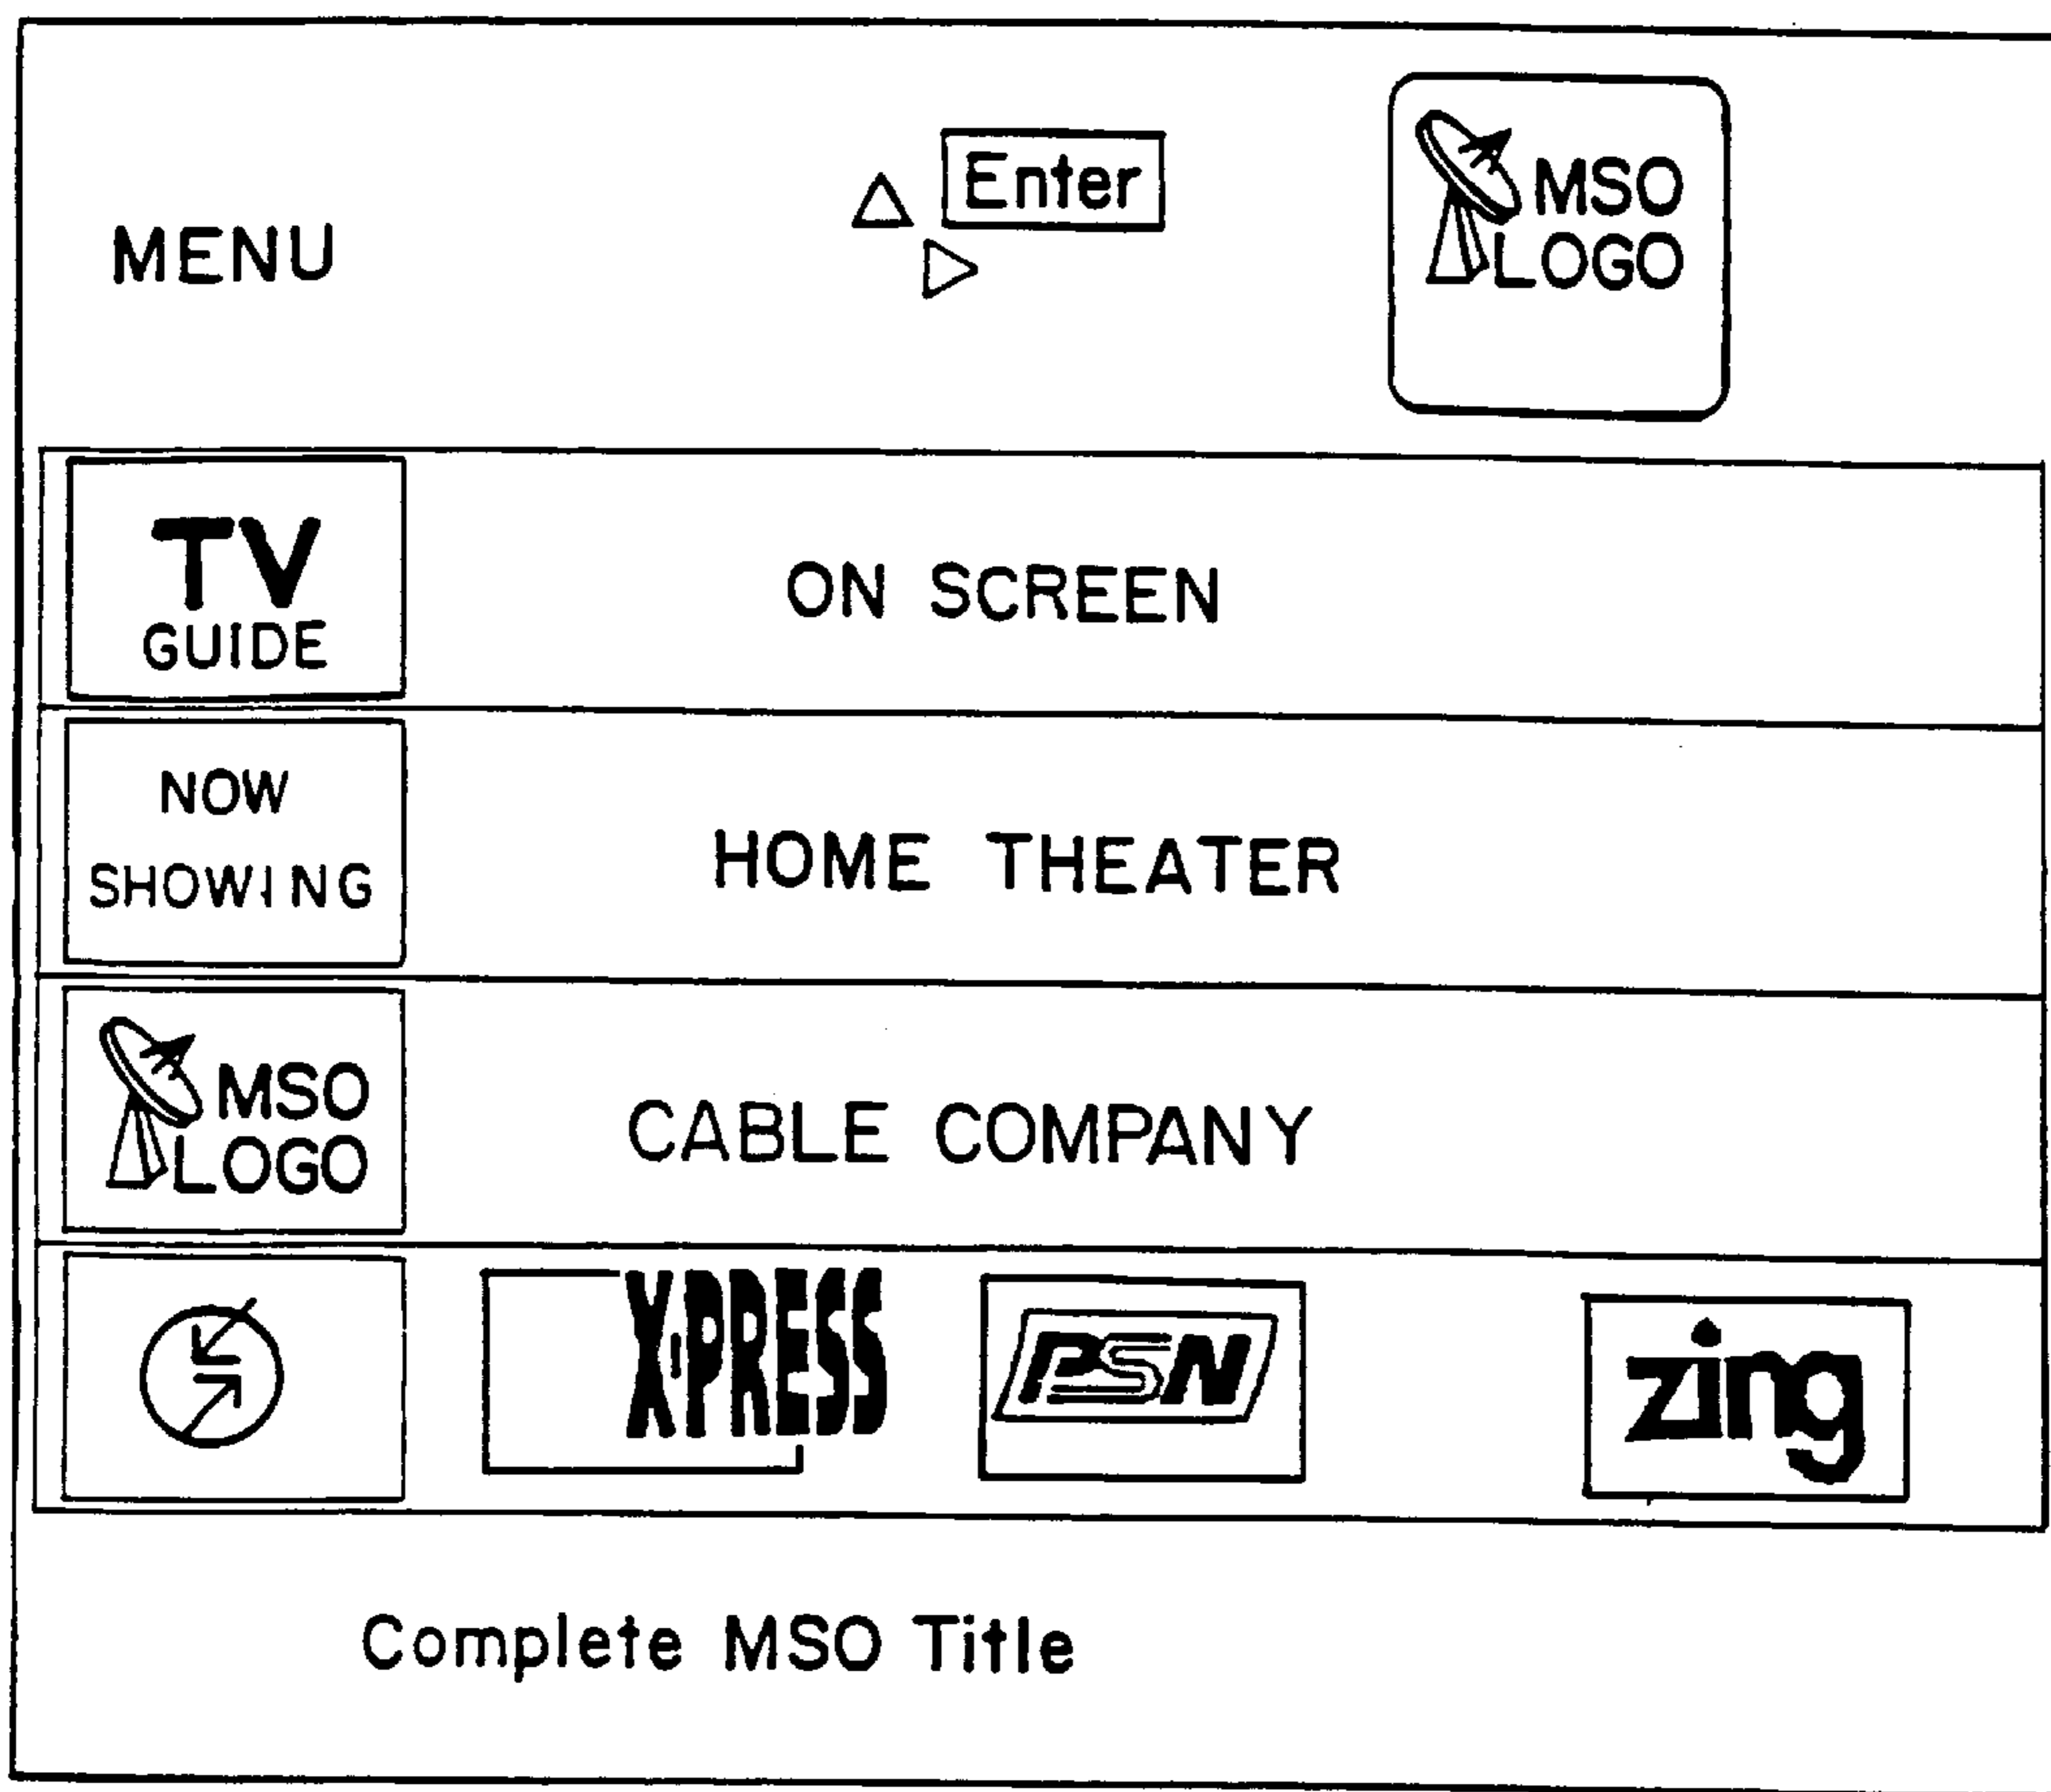 MENU
Enter
MSO
LOGO
TV
GUIDE
ON SCREEN
NOW
SHOWING
HOME THEATER
MSO
LOGO
CABLE COMPANY
X·PRESS
PSN
zing
Complete MSO Title